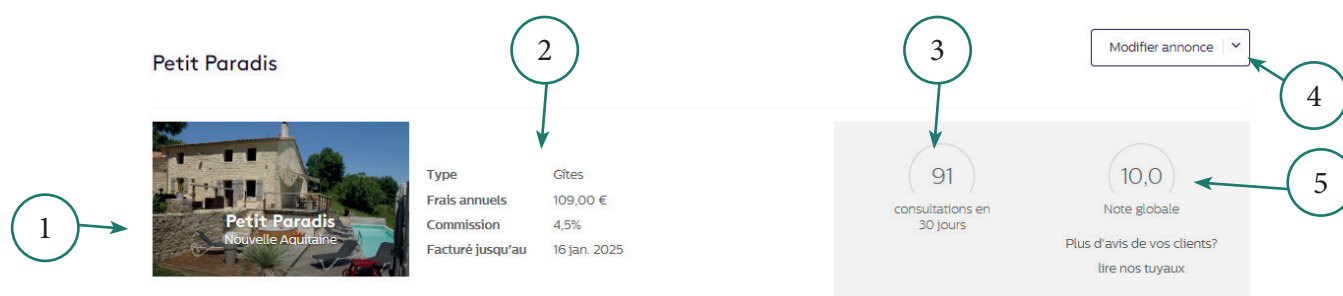 Petit Paradis
1
2
3
4
5
Modifier annonce
Petit Paradis
Nouvelle Aquitaine
Type Gîtes
Frais annuels 109,00 €
Commission 4,5%
Facturé jusqu'au 16 jan. 2025
91
consultations en
30 jours
10,0
Note globale
Plus d'avis de vos clients?
lire nos tuyaux